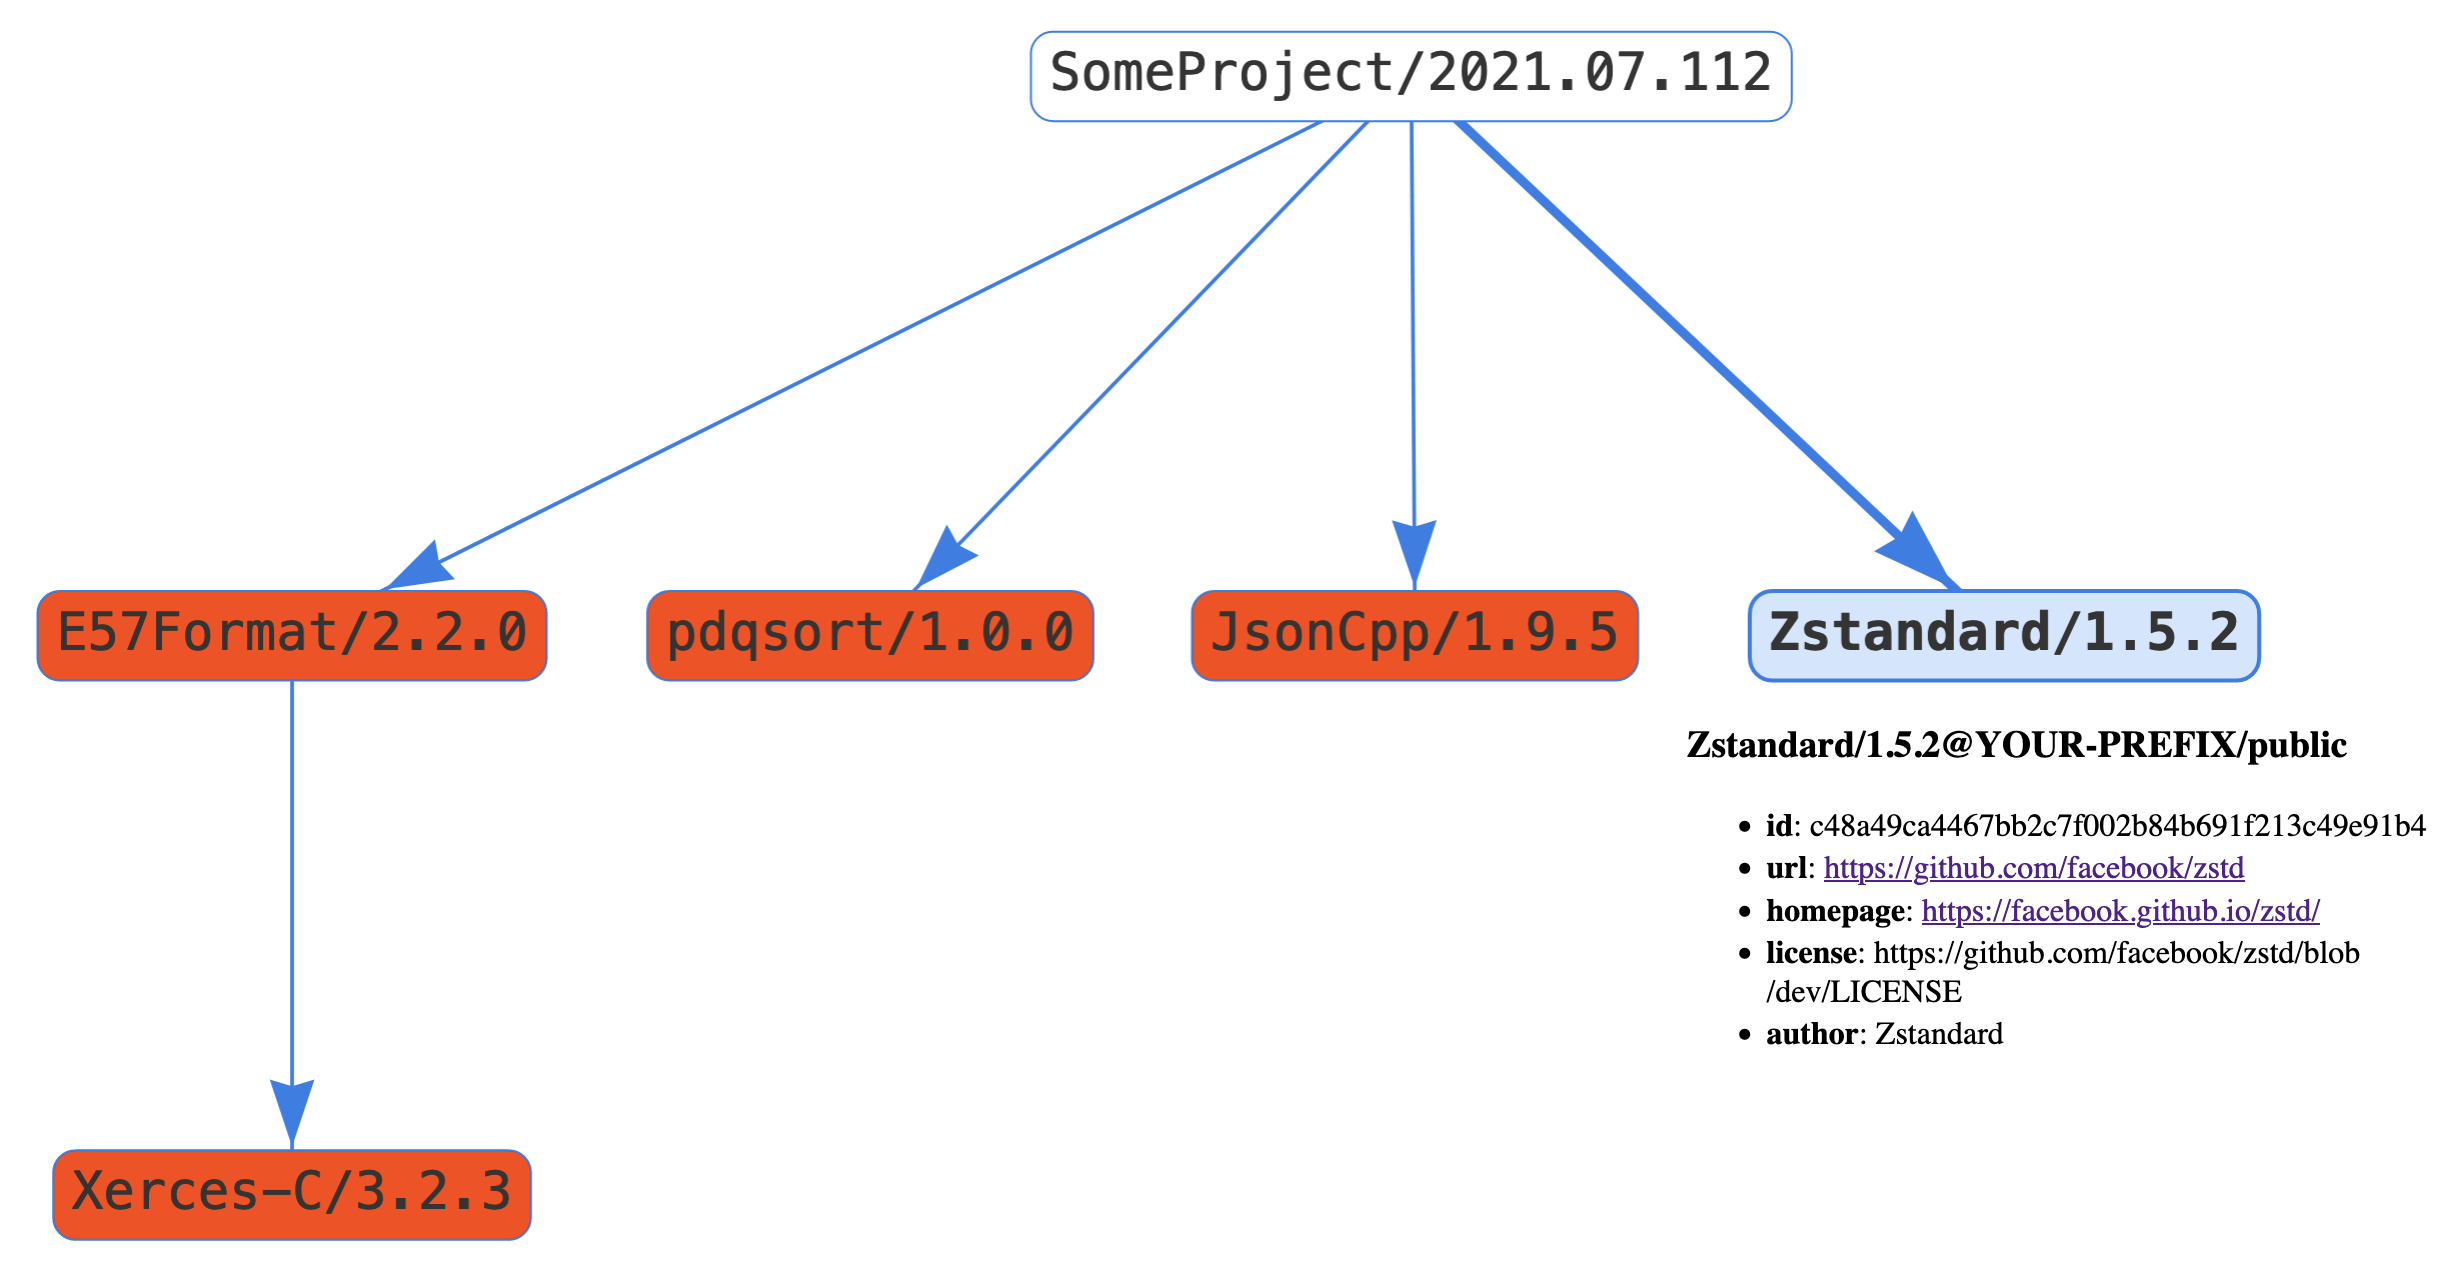 SomeProject/2021.07.112
E57Format/2.2.0
pdqsort/1.0.0
JsonCpp/1.9.5
Zstandard/1.5.2
Zstandard/1.5.2@YOUR-PREFIX/public
• id: c48a49ca4467bb2c7f002b84b691f213c49e91b4
• url: https://github.com/facebook/zstd
• homepage: https://facebook.github.io/zstd/
• license: https://github.com/facebook/zstd/blob
/dev/LICENSE
• author: Zstandard
Xerces-C/3.2.3